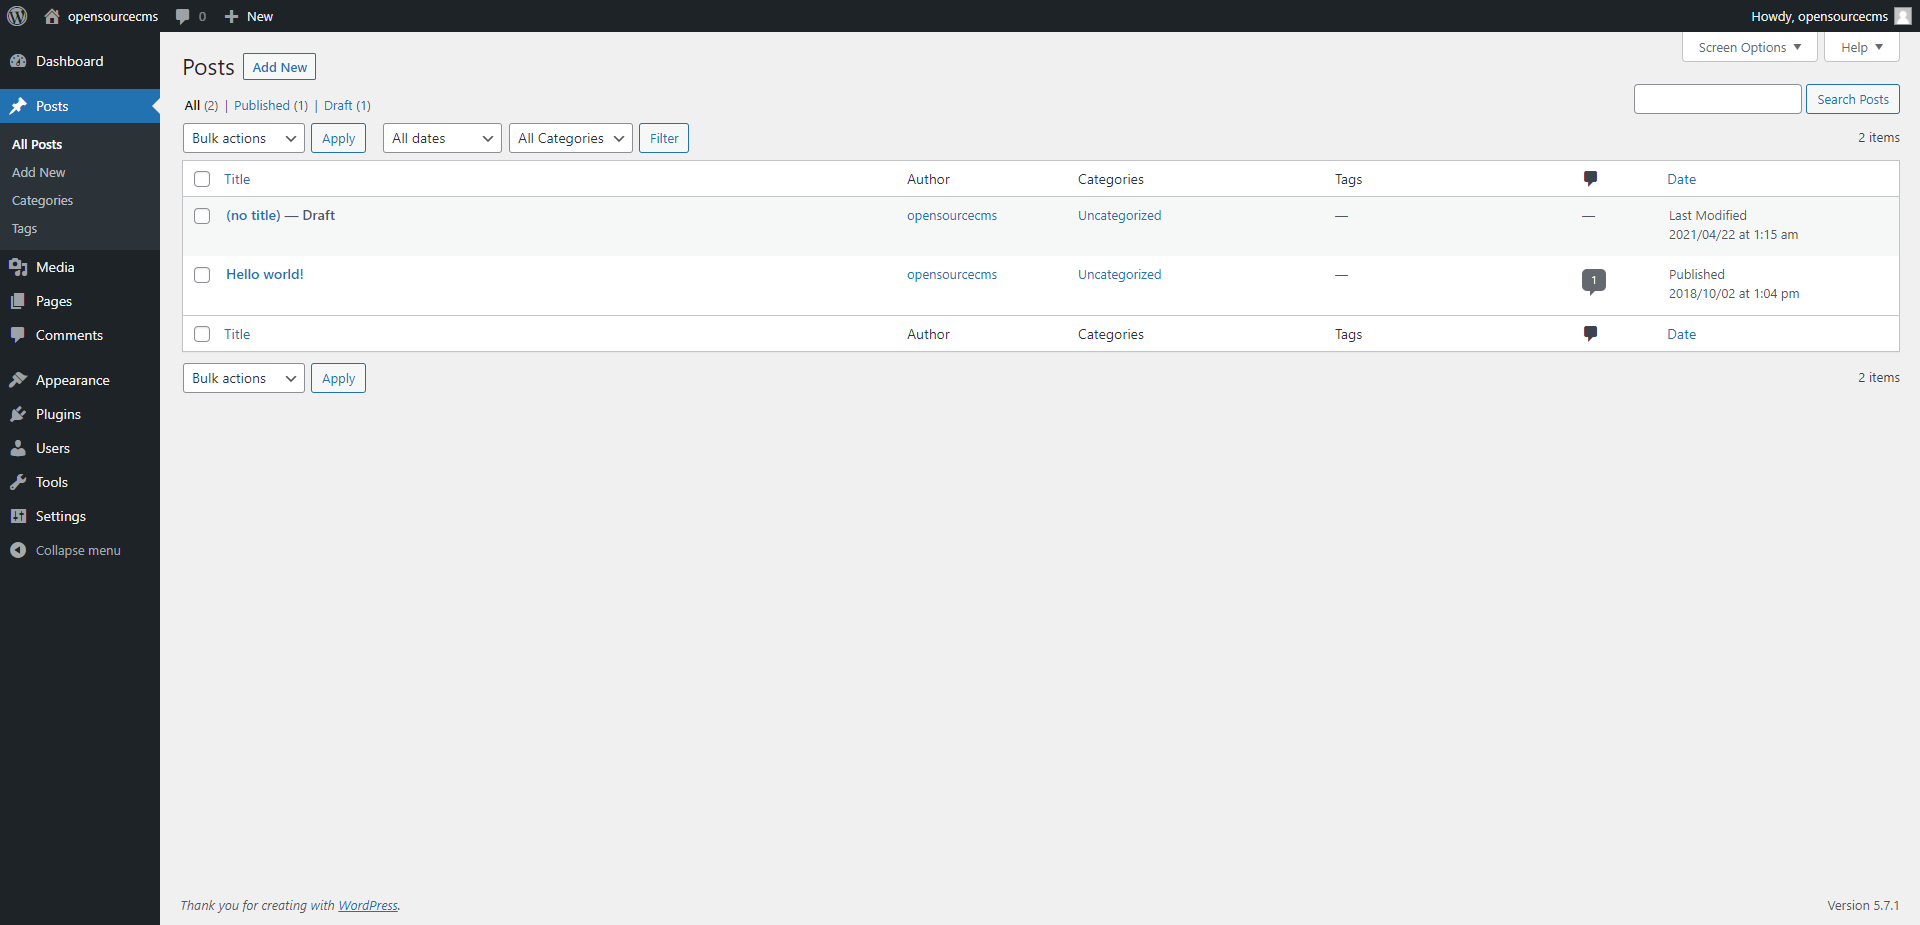 opensourcecms 0 New Howdy, opensourcecms
Screen Options Help
Dashboard
Posts
All Posts
Add New
Categories
Tags
Media
Pages
Comments
Appearance
Plugins
Users
Tools
Settings
Collapse menu
Posts Add New
All (2) | Published (1) | Draft (1)
Search Posts
Bulk actions Apply All dates All Categories Filter 2 items
Title Author Categories Tags Date
(no title) — Draft opensourcecms Uncategorized — — Last Modified
2021/04/22 at 1:15 am
Hello world! opensourcecms Uncategorized — 1 Published
2018/10/02 at 1:04 pm
Title Author Categories Tags Date
Bulk actions Apply 2 items
Thank you for creating with WordPress. Version 5.7.1